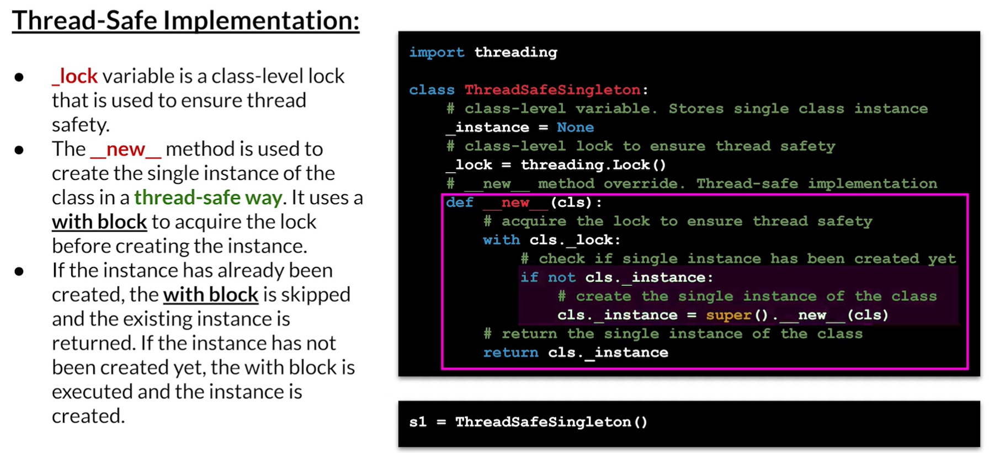 Thread-Safe Implementation:
● _lock variable is a class-level lock
that is used to ensure thread
safety.
● The __new__ method is used to
create the single instance of the
class in a thread-safe way. It uses a
with block to acquire the lock
before creating the instance.
● If the instance has already been
created, the with block is skipped
and the existing instance is
returned. If the instance has not
been created yet, the with block is
executed and the instance is
created.
import threading
class ThreadSafeSingleton:
# class-level variable. Stores single class instance
_instance = None
# class-level lock to ensure thread safety
_lock = threading.Lock()
# __new__ method override. Thread-safe implementation
def __new__(cls):
# acquire the lock to ensure thread safety
with cls._lock:
# check if single instance has been created yet
if not cls._instance:
# create the single instance of the class
cls._instance = super().__new__(cls)
# return the single instance of the class
return cls._instance
s1 = ThreadSafeSingleton()